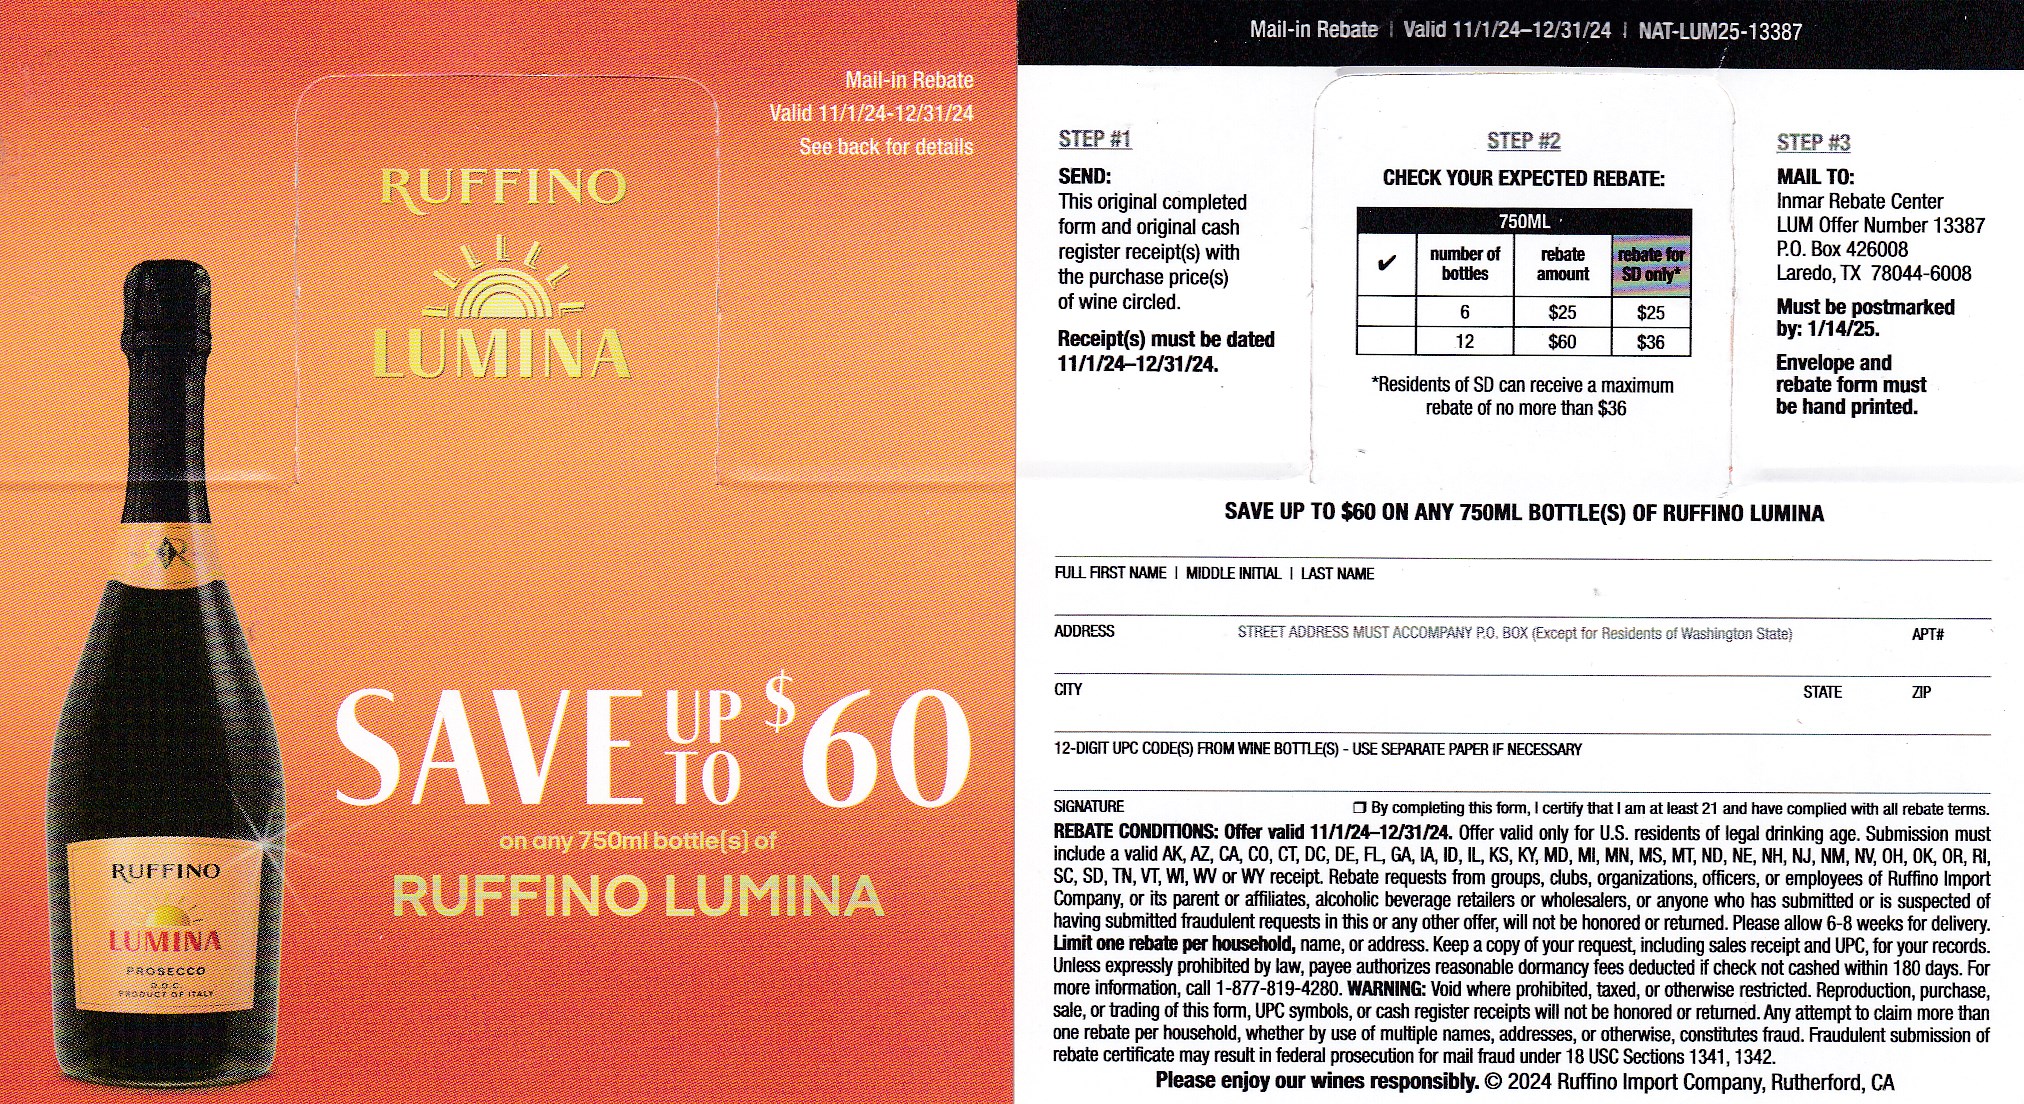 Mail-in Rebate
Valid 11/1/24-12/31/24
See back for details
RUFFINO
LUMINA
SAVE UP TO $60
on any 750ml bottle(s) of
RUFFINO LUMINA
RUFFINO
LUMINA
PROSECCO
D.O.C.
PRODUCT OF ITALY
Mail-in Rebate | Valid 11/1/24–12/31/24 | NAT-LUM25-13387
STEP #1
SEND:
This original completed
form and original cash
register receipt(s) with
the purchase price(s)
of wine circled.
Receipt(s) must be dated
11/1/24–12/31/24.
STEP #2
CHECK YOUR EXPECTED REBATE:
750ML
✔ number of bottles rebate amount rebate for SD only*
6 $25 $25
12 $60 $36
*Residents of SD can receive a maximum
rebate of no more than $36
STEP #3
MAIL TO:
Inmar Rebate Center
LUM Offer Number 13387
P.O. Box 426008
Laredo, TX 78044-6008
Must be postmarked
by: 1/14/25.
Envelope and
rebate form must
be hand printed.
SAVE UP TO $60 ON ANY 750ML BOTTLE(S) OF RUFFINO LUMINA
FULL FIRST NAME | MIDDLE INITIAL | LAST NAME
ADDRESS STREET ADDRESS MUST ACCOMPANY P.O. BOX (Except for Residents of Washington State) APT#
CITY STATE ZIP
12-DIGIT UPC CODE(S) FROM WINE BOTTLE(S) - USE SEPARATE PAPER IF NECESSARY
SIGNATURE ❒ By completing this form, I certify that I am at least 21 and have complied with all rebate terms.
REBATE CONDITIONS: Offer valid 11/1/24–12/31/24. Offer valid only for U.S. residents of legal drinking age. Submission must
include a valid AK, AZ, CA, CO, CT, DC, DE, FL, GA, IA, ID, IL, KS, KY, MD, MI, MN, MS, MT, ND, NE, NH, NJ, NM, NV, OH, OK, OR, RI,
SC, SD, TN, VT, WI, WV or WY receipt. Rebate requests from groups, clubs, organizations, officers, or employees of Ruffino Import
Company, or its parent or affiliates, alcoholic beverage retailers or wholesalers, or anyone who has submitted or is suspected of
having submitted fraudulent requests in this or any other offer, will not be honored or returned. Please allow 6-8 weeks for delivery.
Limit one rebate per household, name, or address. Keep a copy of your request, including sales receipt and UPC, for your records.
Unless expressly prohibited by law, payee authorizes reasonable dormancy fees deducted if check not cashed within 180 days. For
more information, call 1-877-819-4280. WARNING: Void where prohibited, taxed, or otherwise restricted. Reproduction, purchase,
sale, or trading of this form, UPC symbols, or cash register receipts will not be honored or returned. Any attempt to claim more than
one rebate per household, whether by use of multiple names, addresses, or otherwise, constitutes fraud. Fraudulent submission of
rebate certificate may result in federal prosecution for mail fraud under 18 USC Sections 1341, 1342.
Please enjoy our wines responsibly. © 2024 Ruffino Import Company, Rutherford, CA